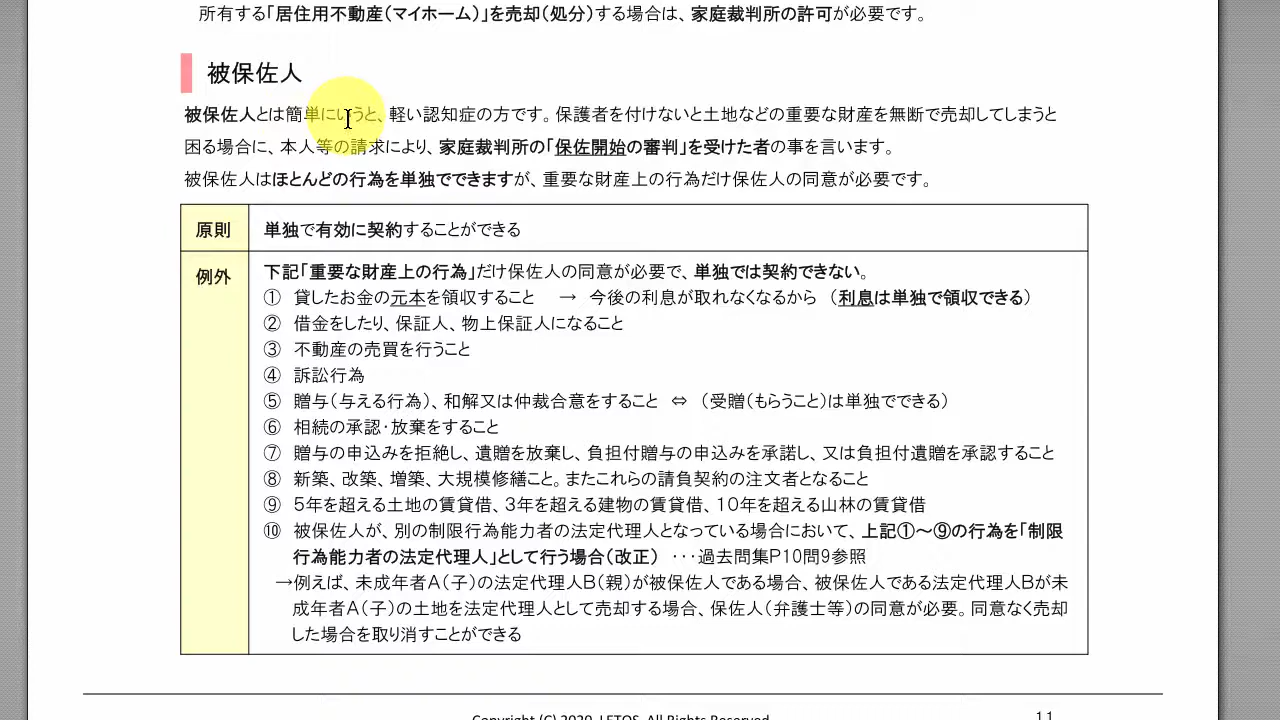 所有する「居住用不動産(マイホーム)」を売却(処分)する場合は、家庭裁判所の許可が必要です。
被保佐人
被保佐人とは簡単にいうと、軽い認知症の方です。保護者を付けないと土地などの重要な財産を無断で売却してしまうと
困る場合に、本人等の請求により、家庭裁判所の「保佐開始の審判」を受けた者の事を言います。
被保佐人はほとんどの行為を単独でできますが、重要な財産上の行為だけ保佐人の同意が必要です。
原則 単独で有効に契約することができる
例外 下記「重要な財産上の行為」だけ保佐人の同意が必要で、単独では契約できない。
① 貸したお金の元本を領収すること → 今後の利息が取れなくなるから (利息は単独で領収できる)
② 借金をしたり、保証人、物上保証人になること
③ 不動産の売買を行うこと
④ 訴訟行為
⑤ 贈与(与える行為)、和解又は仲裁合意をすること ⇔ (受贈(もらうこと)は単独でできる)
⑥ 相続の承認・放棄をすること
⑦ 贈与の申込みを拒絶し、遺贈を放棄し、負担付贈与の申込みを承諾し、又は負担付遺贈を承認すること
⑧ 新築、改築、増築、大規模修繕こと。またこれらの請負契約の注文者となること
⑨ 5年を超える土地の賃貸借、3年を超える建物の賃貸借、10年を超える山林の賃貸借
⑩ 被保佐人が、別の制限行為能力者の法定代理人となっている場合において、上記①～⑨の行為を「制限
行為能力者の法定代理人」として行う場合(改正) ・・・過去問集P10問9参照
→例えば、未成年者A(子)の法定代理人B(親)が被保佐人である場合、被保佐人である法定代理人Bが未
成年者A(子)の土地を法定代理人として売却する場合、保佐人(弁護士等)の同意が必要。同意なく売却
した場合を取り消すことができる
Copyright (C) 2020 LETOS. All Rights Reserved
11